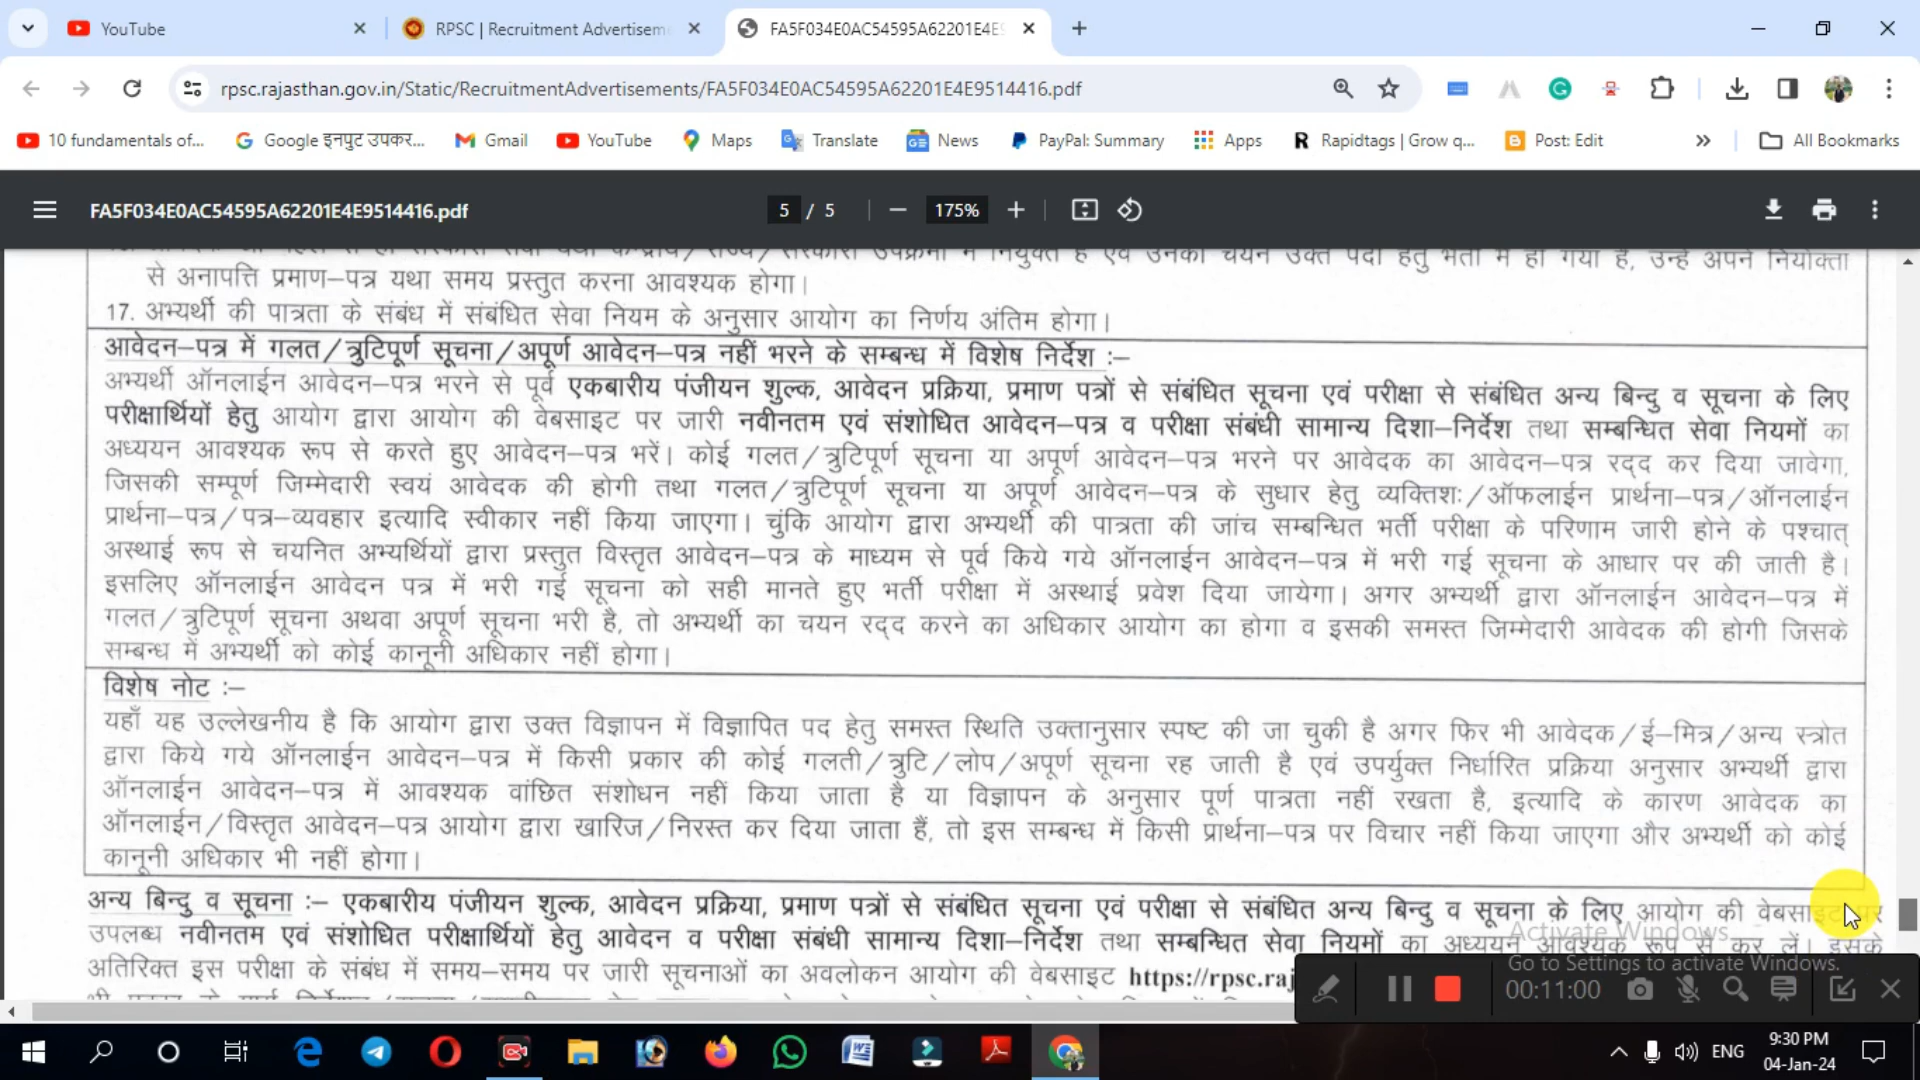 YouTube
RPSC | Recruitment Advertisem
FA5F034E0AC54595A62201E4E9
rpsc.rajasthan.gov.in/Static/RecruitmentAdvertisements/FA5F034E0AC54595A62201E4E9514416.pdf
10 fundamentals of...
Google इनपुट उपकर...
Gmail
YouTube
Maps
Translate
News
PayPal: Summary
Apps
Rapidtags | Grow q...
Post: Edit
All Bookmarks
FA5F034E0AC54595A62201E4E9514416.pdf
5 / 5
175%
से अनापत्ति प्रमाण–पत्र यथा समय प्रस्तुत करना आवश्यक होगा।
17. अभ्यर्थी की पात्रता के संबंध में संबंधित सेवा नियम के अनुसार आयोग का निर्णय अंतिम होगा।
आवेदन–पत्र में गलत/त्रुटिपूर्ण सूचना/अपूर्ण आवेदन–पत्र नहीं भरने के सम्बन्ध में विशेष निर्देश :–
अभ्यर्थी ऑनलाईन आवेदन–पत्र भरने से पूर्व एकबारीय पंजीयन शुल्क, आवेदन प्रक्रिया, प्रमाण पत्रों से संबंधित सूचना एवं परीक्षा से संबंधित अन्य बिन्दु व सूचना के लिए
परीक्षार्थियों हेतु आयोग द्वारा आयोग की वेबसाइट पर जारी नवीनतम एवं संशोधित आवेदन–पत्र व परीक्षा संबंधी सामान्य दिशा–निर्देश तथा सम्बन्धित सेवा नियमों का
अध्ययन आवश्यक रूप से करते हुए आवेदन–पत्र भरें। कोई गलत/त्रुटिपूर्ण सूचना या अपूर्ण आवेदन–पत्र भरने पर आवेदक का आवेदन–पत्र रद्द कर दिया जावेगा,
जिसकी सम्पूर्ण जिम्मेदारी स्वयं आवेदक की होगी तथा गलत/त्रुटिपूर्ण सूचना या अपूर्ण आवेदन–पत्र के सुधार हेतु व्यक्तिशः/ऑफलाईन प्रार्थना–पत्र/ऑनलाईन
प्रार्थना–पत्र/पत्र–व्यवहार इत्यादि स्वीकार नहीं किया जाएगा। चुंकि आयोग द्वारा अभ्यर्थी की पात्रता की जांच सम्बन्धित भर्ती परीक्षा के परिणाम जारी होने के पश्चात्
अस्थाई रूप से चयनित अभ्यर्थियों द्वारा प्रस्तुत विस्तृत आवेदन–पत्र के माध्यम से पूर्व किये गये ऑनलाईन आवेदन–पत्र में भरी गई सूचना के आधार पर की जाती है।
इसलिए ऑनलाईन आवेदन पत्र में भरी गई सूचना को सही मानते हुए भर्ती परीक्षा में अस्थाई प्रवेश दिया जायेगा। अगर अभ्यर्थी द्वारा ऑनलाईन आवेदन–पत्र में
गलत/त्रुटिपूर्ण सूचना अथवा अपूर्ण सूचना भरी है, तो अभ्यर्थी का चयन रद्द करने का अधिकार आयोग का होगा व इसकी समस्त जिम्मेदारी आवेदक की होगी जिसके
सम्बन्ध में अभ्यर्थी को कोई कानूनी अधिकार नहीं होगा।
विशेष नोट :–
यहाँ यह उल्लेखनीय है कि आयोग द्वारा उक्त विज्ञापन में विज्ञापित पद हेतु समस्त स्थिति उक्तानुसार स्पष्ट की जा चुकी है अगर फिर भी आवेदक/ई–मित्र/अन्य स्त्रोत
द्वारा किये गये ऑनलाईन आवेदन–पत्र में किसी प्रकार की कोई गलती/त्रुटि/लोप/अपूर्ण सूचना रह जाती है एवं उपर्युक्त निर्धारित प्रक्रिया अनुसार अभ्यर्थी द्वारा
ऑनलाईन आवेदन–पत्र में आवश्यक वांछित संशोधन नहीं किया जाता है या विज्ञापन के अनुसार पूर्ण पात्रता नहीं रखता है, इत्यादि के कारण आवेदक का
ऑनलाईन/विस्तृत आवेदन–पत्र आयोग द्वारा खारिज/निरस्त कर दिया जाता हैं, तो इस सम्बन्ध में किसी प्रार्थना–पत्र पर विचार नहीं किया जाएगा और अभ्यर्थी को कोई
कानूनी अधिकार भी नहीं होगा।
अन्य बिन्दु व सूचना :– एकबारीय पंजीयन शुल्क, आवेदन प्रक्रिया, प्रमाण पत्रों से संबंधित सूचना एवं परीक्षा से संबंधित अन्य बिन्दु व सूचना के लिए आयोग की वेबसाइट पर
उपलब्ध नवीनतम एवं संशोधित परीक्षार्थियों हेतु आवेदन व परीक्षा संबंधी सामान्य दिशा–निर्देश तथा सम्बन्धित सेवा नियमों का अध्ययन आवश्यक रूप से कर लें। इसके
अतिरिक्त इस परीक्षा के संबंध में समय–समय पर जारी सूचनाओं का अवलोकन आयोग की वेबसाइट https://rpsc.raj
Activate Windows
Go to Settings to activate Windows.
00:11:00
ENG
9:30 PM
04-Jan-24